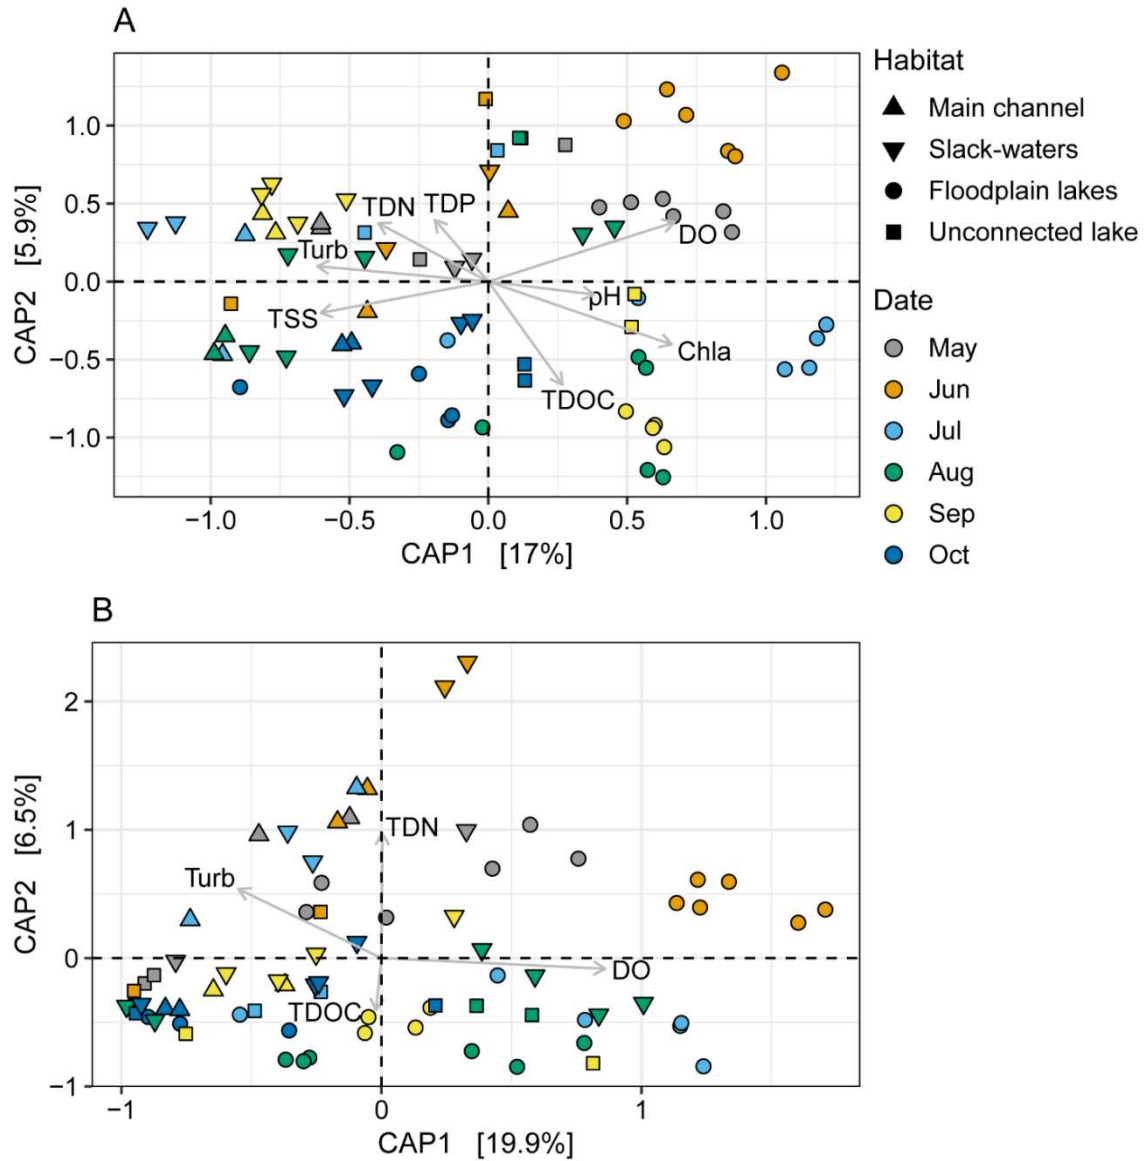 A
1.0
0.5
0.0
−0.5
−1.0
CAP2 [5.9%]
TDN
TDP
DO
Turb
TSS
pH
Chla
TDOC
−1.0 −0.5 0.0 0.5 1.0
CAP1 [17%]
Habitat
Main channel
Slack-waters
Floodplain lakes
Unconnected lake
Date
May
Jun
Jul
Aug
Sep
Oct
B
2
1
0
−1
CAP2 [6.5%]
TDN
Turb
DO
TDOC
−1 0 1
CAP1 [19.9%]